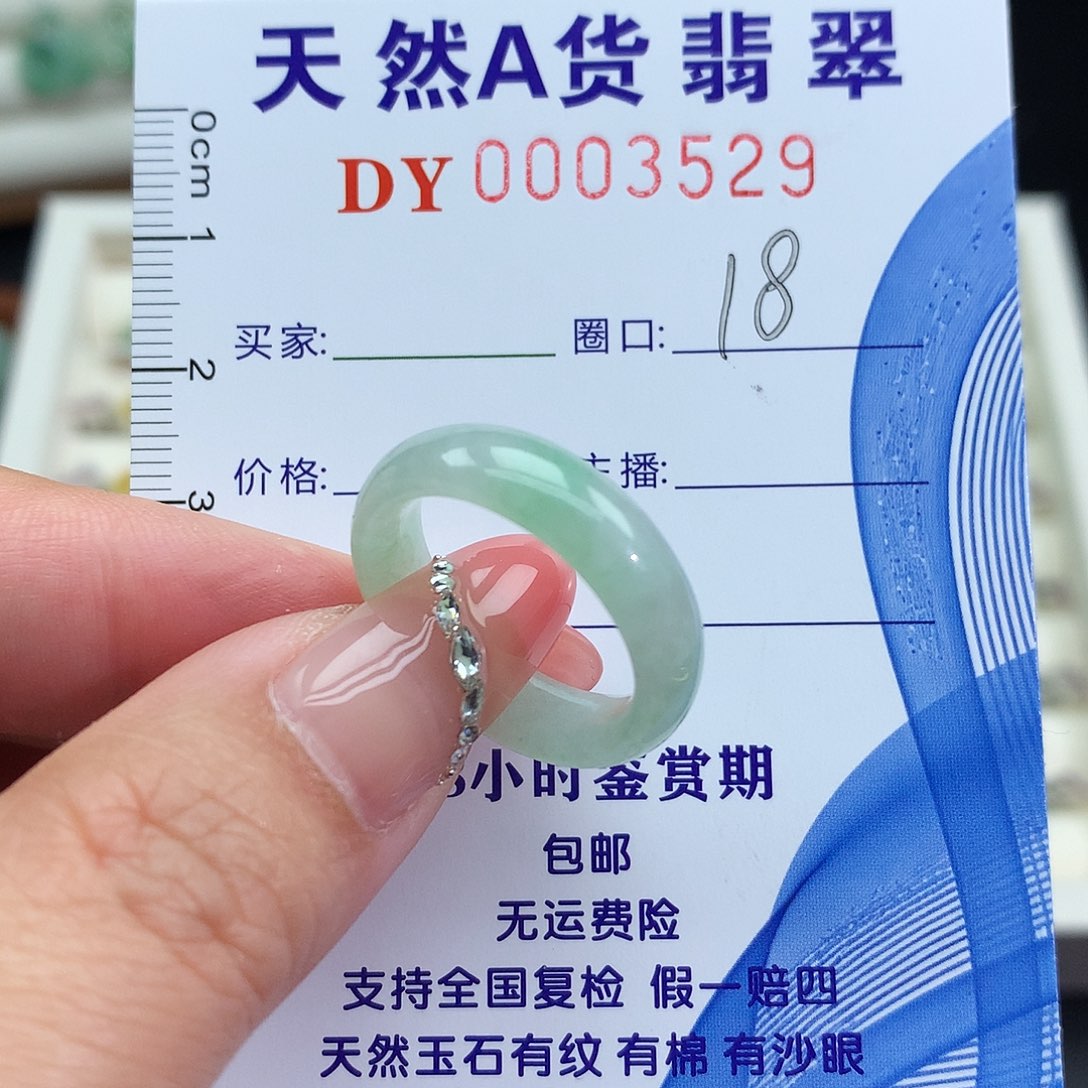 天然A货翡翠
DY 0003529
0cm
1
2
3
买家: 圈口: 18
价格: 播:
小时鉴赏期
包邮
无运费险
支持全国复检 假一赔四
天然玉石有纹 有棉 有沙眼